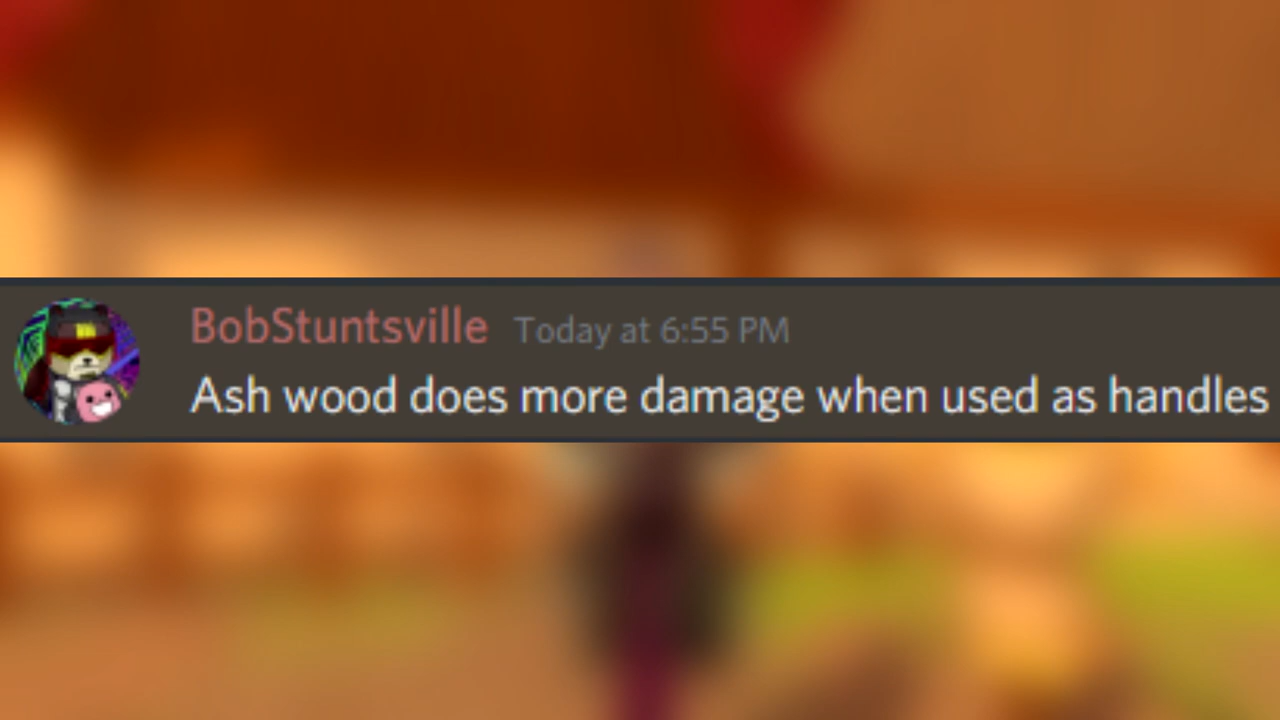 BobStuntsville Today at 6:55 PM
Ash wood does more damage when used as handles